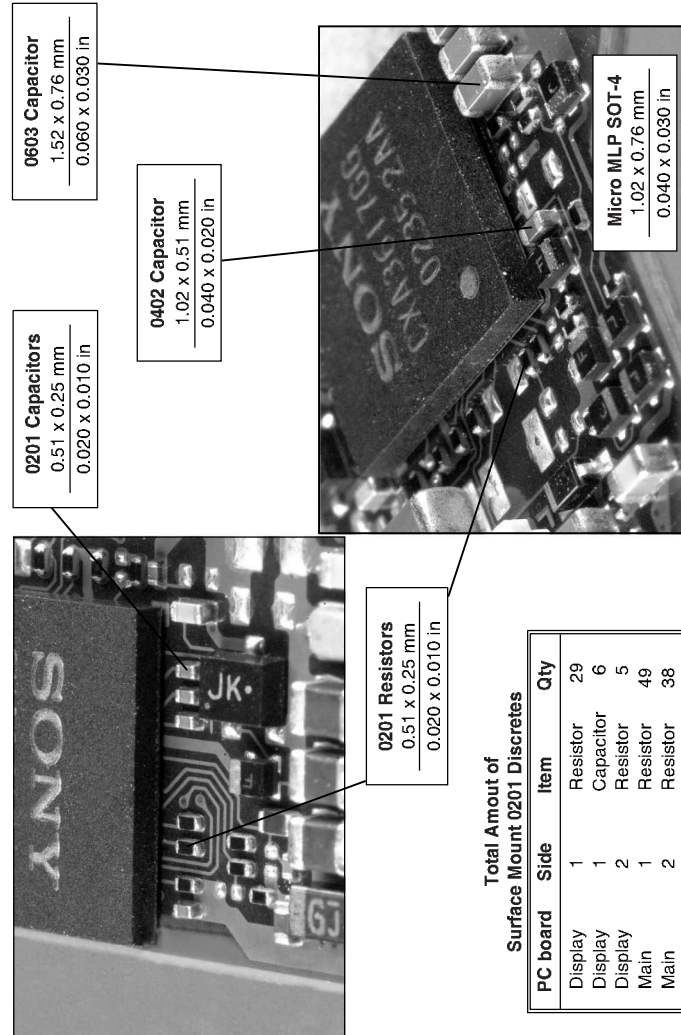 0603 Capacitor
1.52 x 0.76 mm
0.060 x 0.030 in
0402 Capacitor
1.02 x 0.51 mm
0.040 x 0.020 in
0201 Capacitors
0.51 x 0.25 mm
0.020 x 0.010 in
Micro MLP SOT-4
1.02 x 0.76 mm
0.040 x 0.030 in
SONY
CXA3617GG
0235 2AA
F
F
SONY
JK
F
GJ
0201 Resistors
0.51 x 0.25 mm
0.020 x 0.010 in
Total Amout of
Surface Mount 0201 Discretes
PC board Side Item Qty
Display 1 Resistor 29
Display 1 Capacitor 6
Display 2 Resistor 5
Main 1 Resistor 49
Main 2 Resistor 38